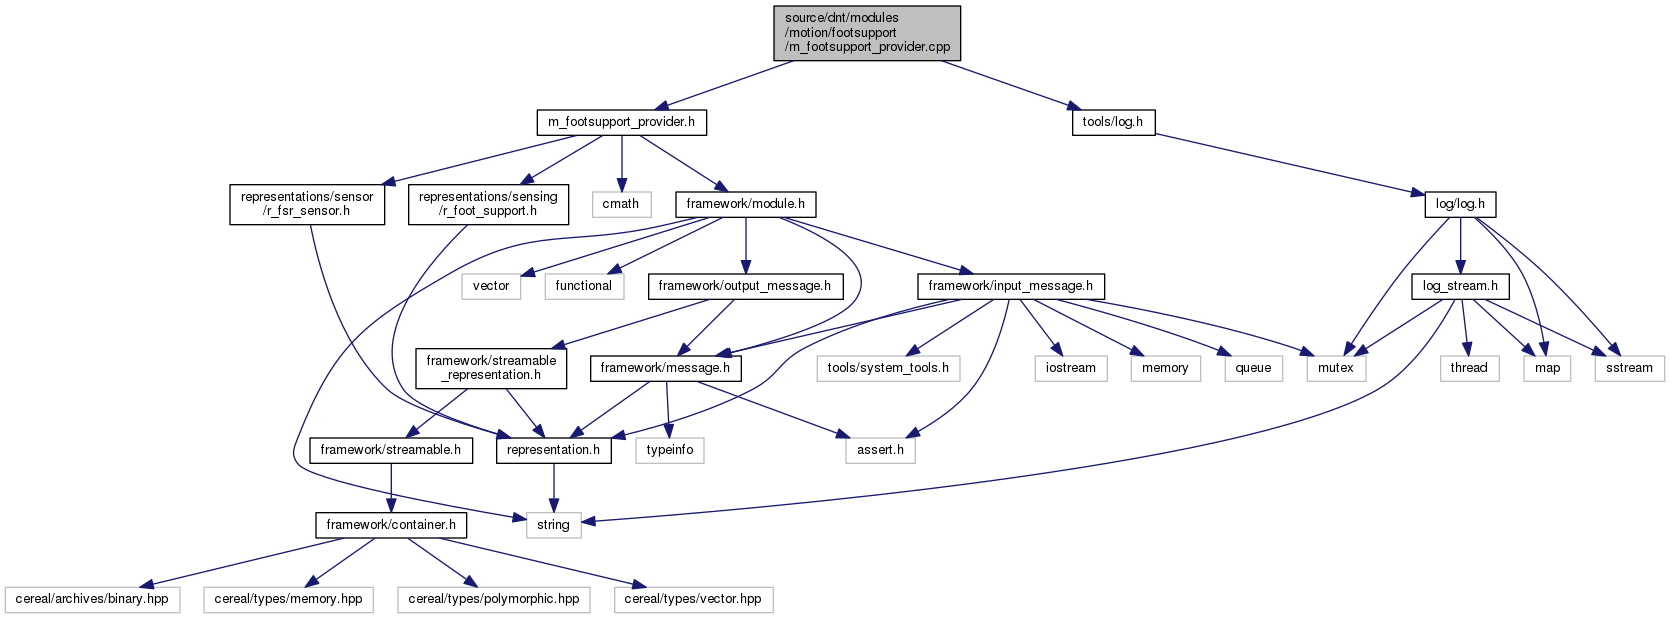 source/dnt/modules
/motion/footsupport
/m_footsupport_provider.cpp
m_footsupport_provider.h
tools/log.h
representations/sensor
/r_fsr_sensor.h
representations/sensing
/r_foot_support.h
cmath
framework/module.h
log/log.h
vector
functional
framework/output_message.h
framework/input_message.h
log_stream.h
framework/streamable
_representation.h
framework/message.h
tools/system_tools.h
iostream
memory
queue
mutex
thread
map
sstream
framework/streamable.h
representation.h
typeinfo
assert.h
framework/container.h
string
cereal/archives/binary.hpp
cereal/types/memory.hpp
cereal/types/polymorphic.hpp
cereal/types/vector.hpp